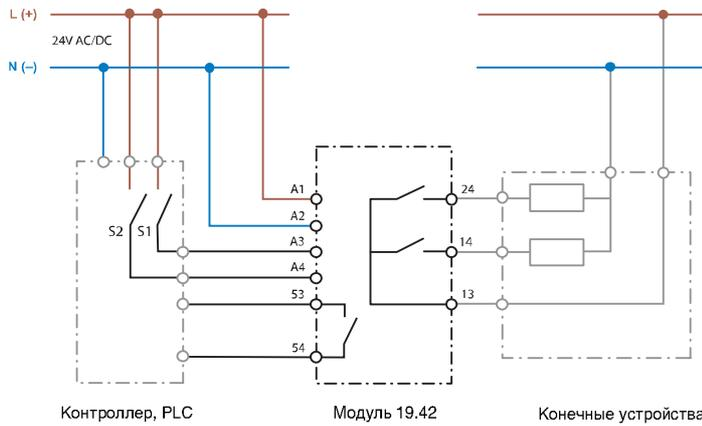 L (+)
24V AC/DC
N (–)
A1
A2
S2
S1
A3
A4
53
54
24
14
13
Контроллер, PLC
Модуль 19.42
Конечные устройства